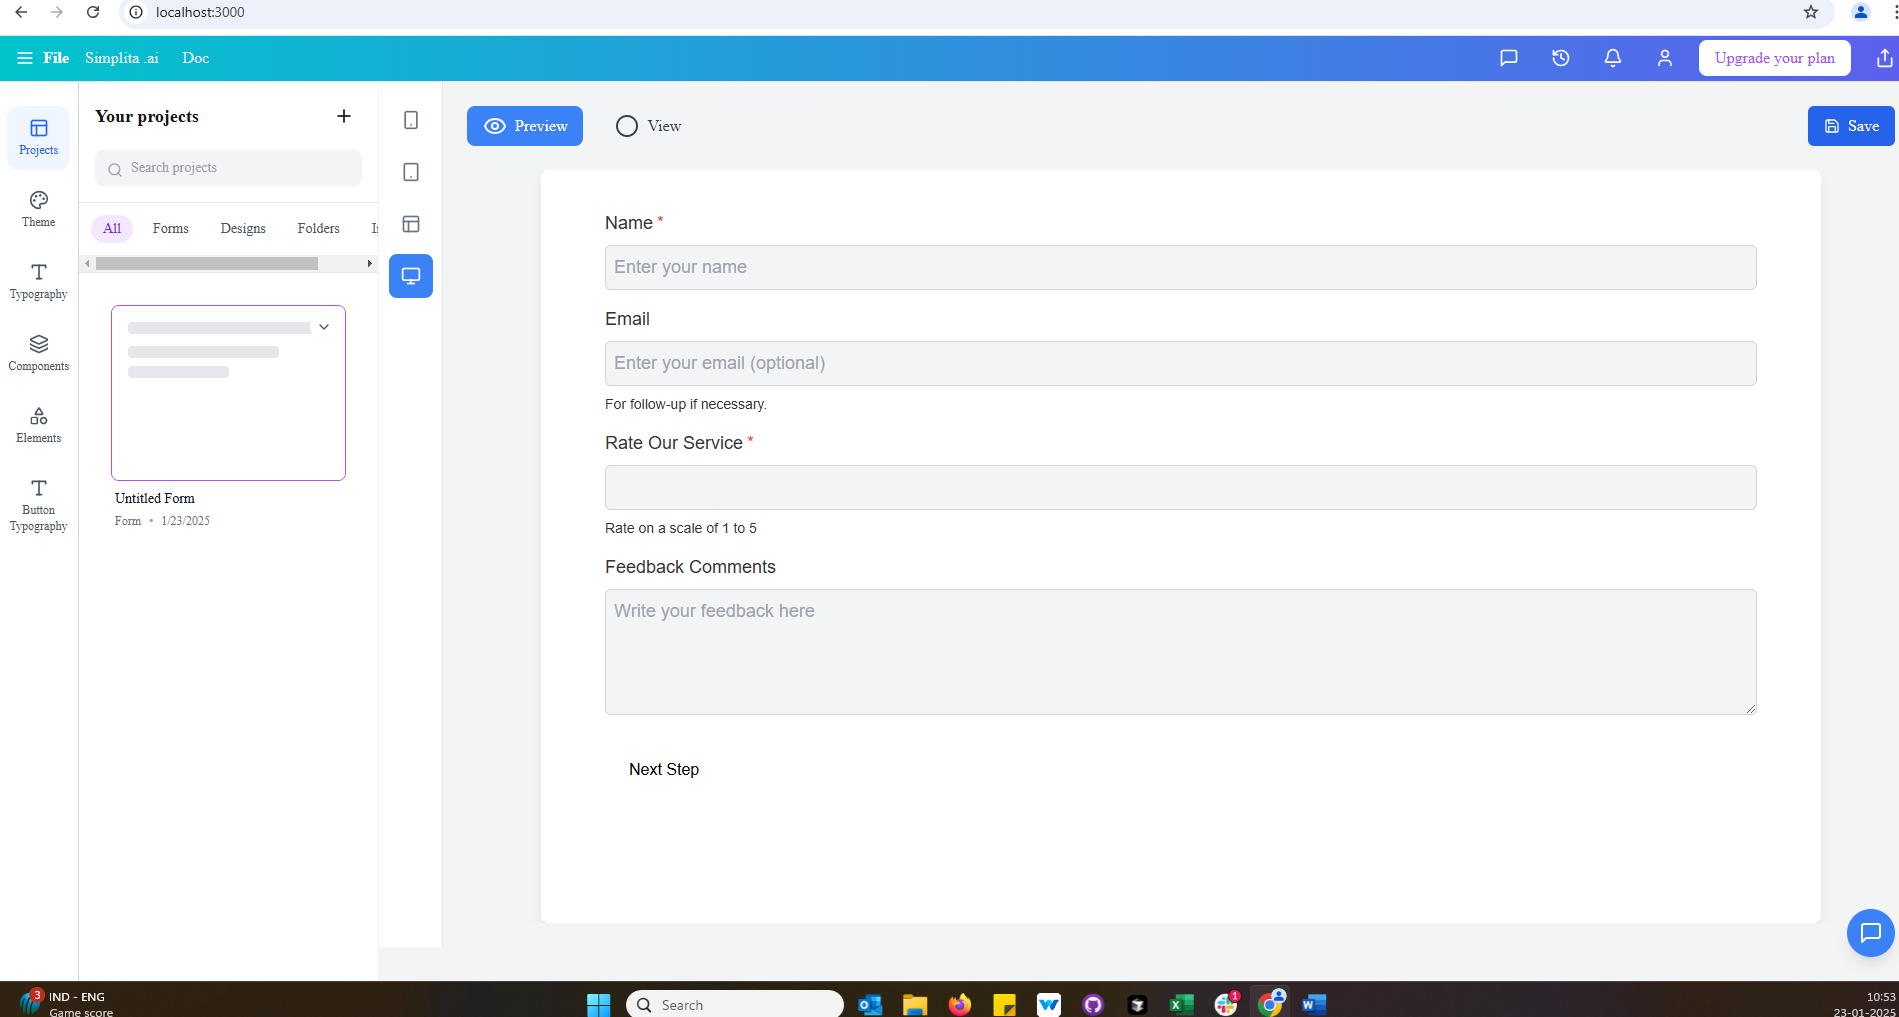 localhost:3000
File Simplita .ai Doc
Upgrade your plan
Projects
Theme
Typography
Components
Elements
Button
Typography
Your projects
Search projects
All Forms Designs Folders
Untitled Form
Form • 1/23/2025
Preview View
Save
Name *
Enter your name
Email
Enter your email (optional)
For follow-up if necessary.
Rate Our Service *
Rate on a scale of 1 to 5
Feedback Comments
Write your feedback here
Next Step
3
IND - ENG
Game score
Search
1
10:53
23-01-2025